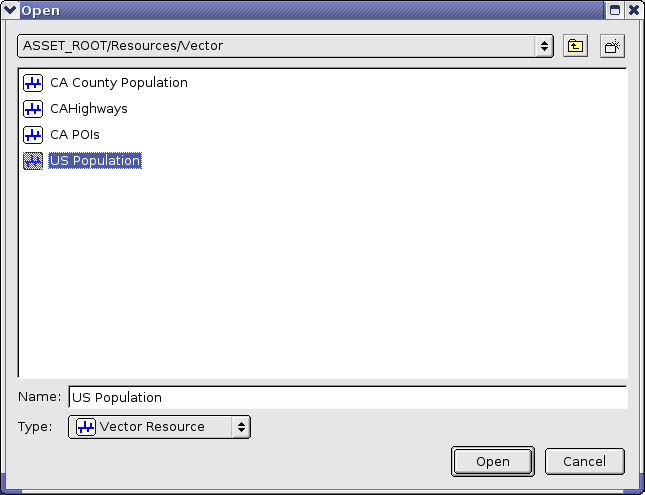 Open
ASSET_ROOT/Resources/Vector
CA County Population
CAHighways
CA POIs
US Population
Name: US Population
Type: Vector Resource
Open Cancel